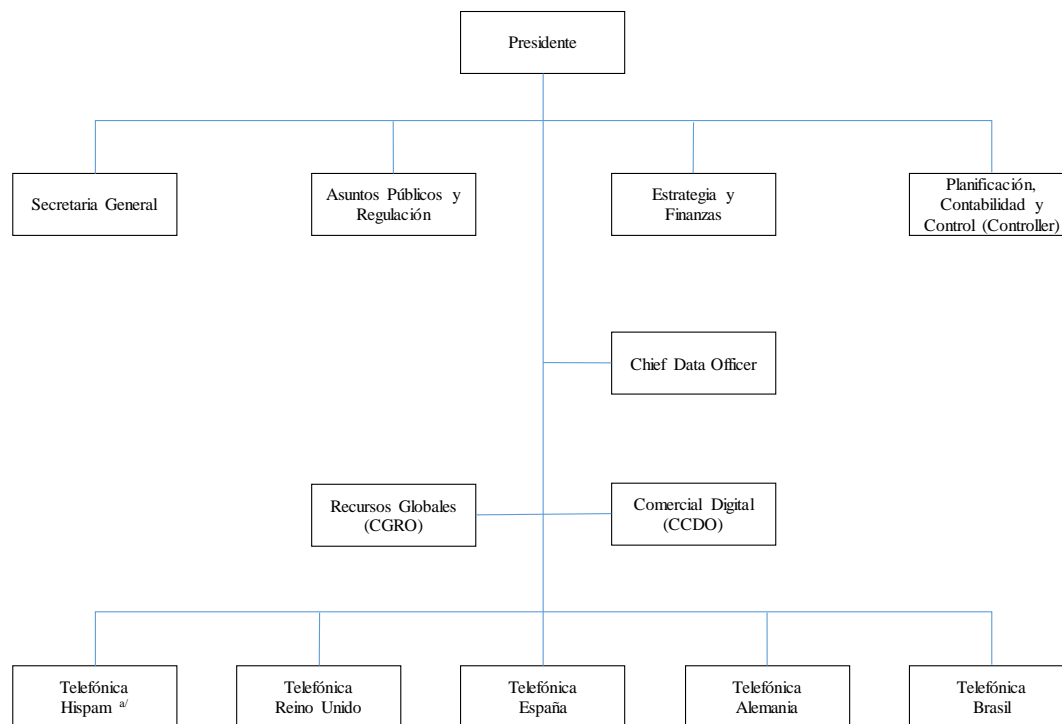 Presidente
Secretaria General
Asuntos Públicos y
Regulación
Estrategia y
Finanzas
Planificación,
Contabilidad y
Control (Controller)
Chief Data Officer
Recursos Globales
(CGRO)
Comercial Digital
(CCDO)
Telefónica
Hispam a/
Telefónica
Reino Unido
Telefónica
España
Telefónica
Alemania
Telefónica
Brasil